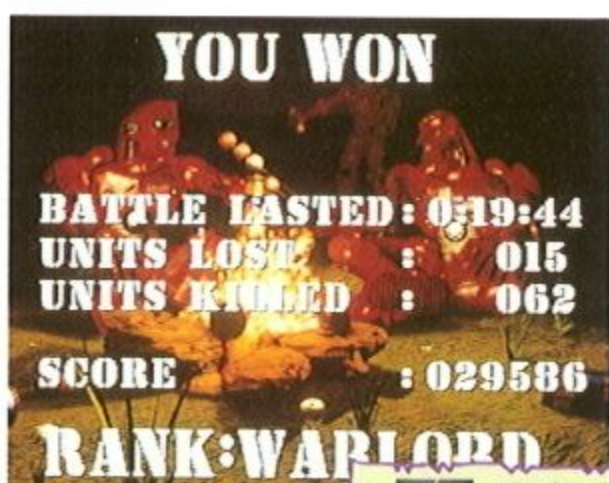 YOU WON
BATTLE LASTED: 0:19:44
UNITS LOST : 015
UNITS KILLED : 062
SCORE : 029586
RANK:WARLORD